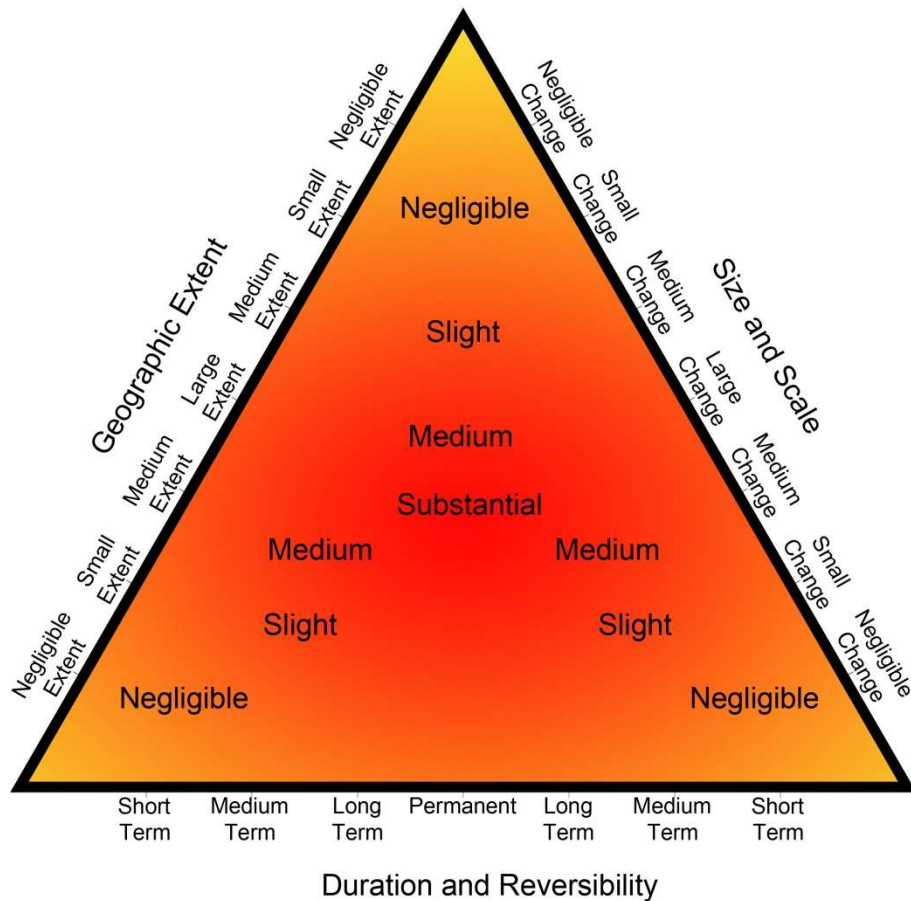 Negligible
Extent
Small
Extent
Medium
Extent
Large
Extent
Medium
Extent
Small
Extent
Negligible
Extent
Geographic Extent
Negligible
Change
Small
Change
Medium
Change
Large
Change
Medium
Change
Small
Change
Negligible
Change
Size and Scale
Negligible
Slight
Medium
Substantial
Medium
Medium
Slight
Slight
Negligible
Negligible
Short
Term
Medium
Term
Long
Term
Permanent
Long
Term
Medium
Term
Short
Term
Duration and Reversibility